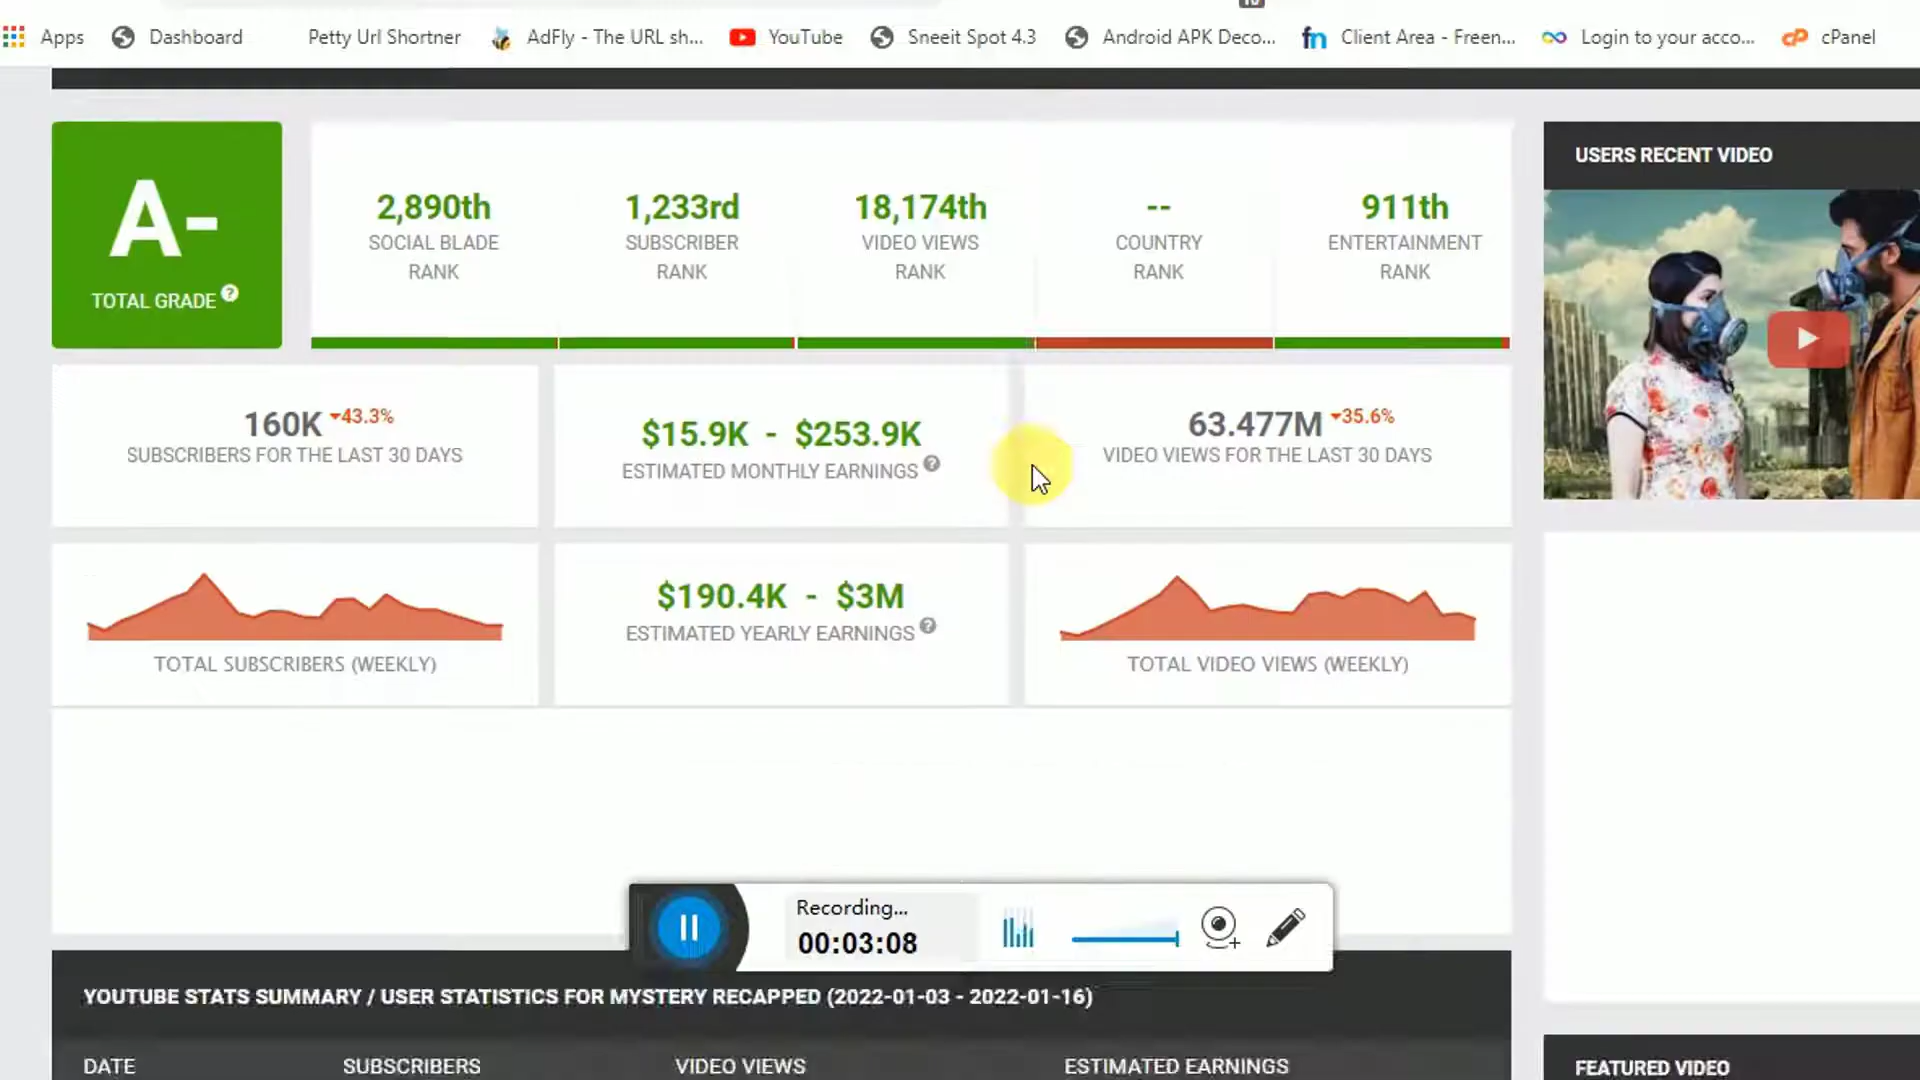 Apps
Dashboard
Petty Url Shortner
AdFly - The URL sh...
YouTube
Sneeit Spot 4.3
Android APK Deco...
fn
Client Area - Freen...
Login to your acco...
cP
cPanel
A-
TOTAL GRADE ?
2,890th
SOCIAL BLADE
RANK
1,233rd
SUBSCRIBER
RANK
18,174th
VIDEO VIEWS
RANK
--
COUNTRY
RANK
911th
ENTERTAINMENT
RANK
USERS RECENT VIDEO
160K 43.3%
SUBSCRIBERS FOR THE LAST 30 DAYS
$15.9K - $253.9K
ESTIMATED MONTHLY EARNINGS ?
63.477M 35.6%
VIDEO VIEWS FOR THE LAST 30 DAYS
TOTAL SUBSCRIBERS (WEEKLY)
$190.4K - $3M
ESTIMATED YEARLY EARNINGS ?
TOTAL VIDEO VIEWS (WEEKLY)
Recording...
00:03:08
YOUTUBE STATS SUMMARY / USER STATISTICS FOR MYSTERY RECAPPED (2022-01-03 - 2022-01-16)
DATE
SUBSCRIBERS
VIDEO VIEWS
ESTIMATED EARNINGS
FEATURED VIDEO